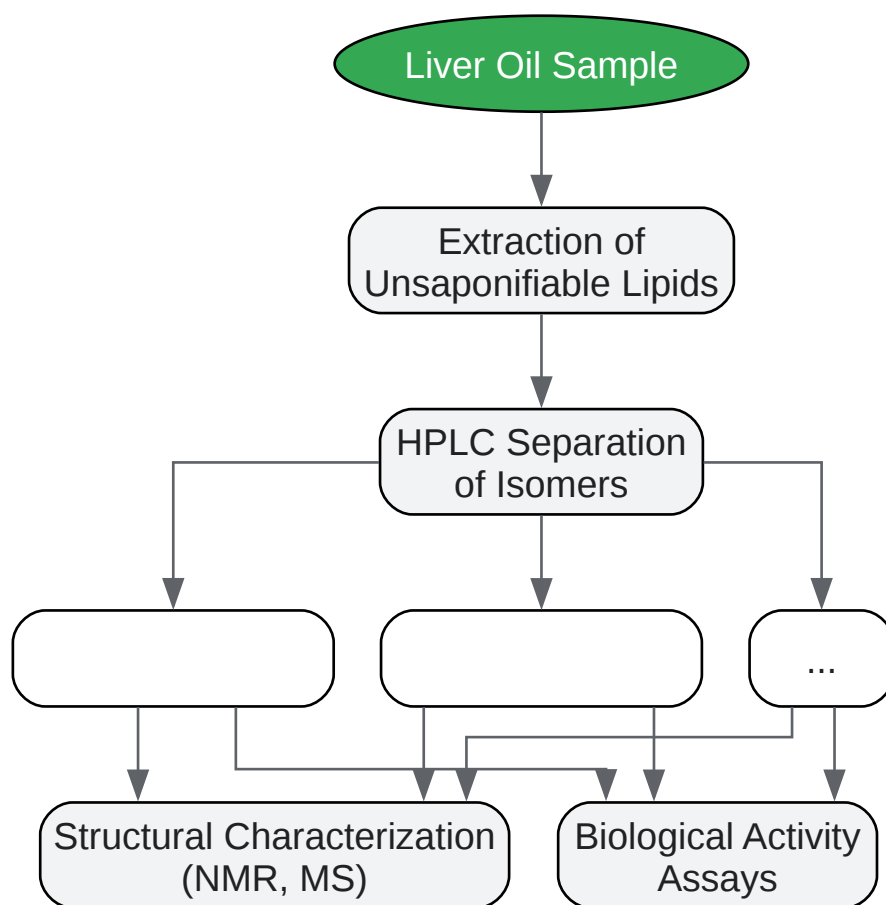 Liver Oil Sample
Extraction of
Unsaponifiable Lipids
HPLC Separation
of Isomers
...
Structural Characterization
(NMR, MS)
Biological Activity
Assays